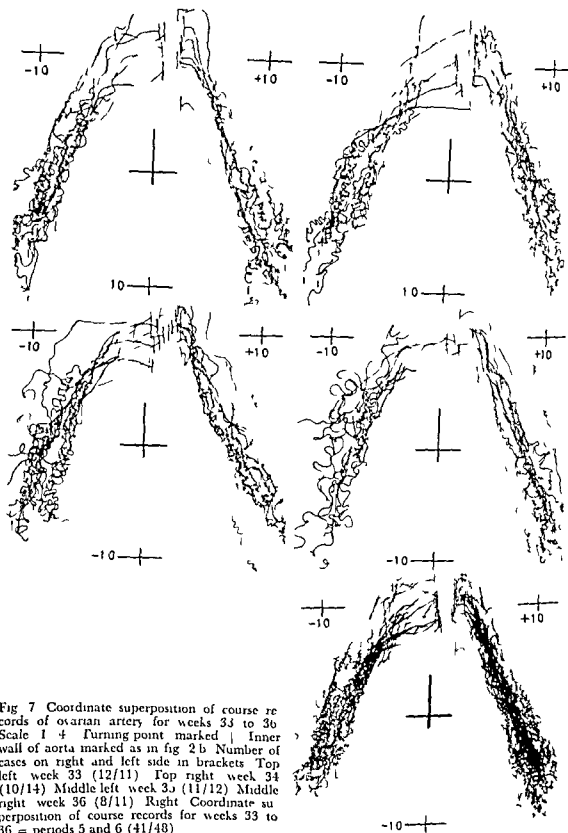 -10
+10
-10
+10
10
10
-10
+10
-10
+10
-10
-10
-10
+10
-10
Fig 7 Coordinate superposition of course re
cords of ovarian artery for weeks 33 to 36
Scale 1 4 Turning point marked | Inner
wall of aorta marked as in fig 2 b Number of
cases on right and left side in brackets Top
left week 33 (12/11) Top right week 34
(10/14) Middle left week 35 (11/12) Middle
right week 36 (8/11) Right Coordinate su
perposition of course records for weeks 33 to
36 = periods 5 and 6 (41/48)